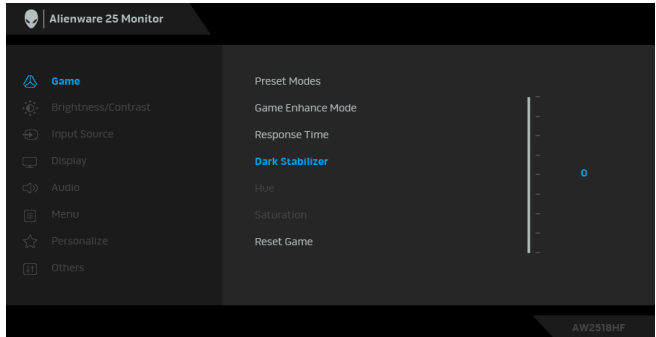 Alienware 25 Monitor
Game
Brightness/Contrast
Input Source
Display
Audio
Menu
Personalize
Others
Preset Modes
Game Enhance Mode
Response Time
Dark Stabilizer
Hue
Saturation
Reset Game
0
AW2518HF